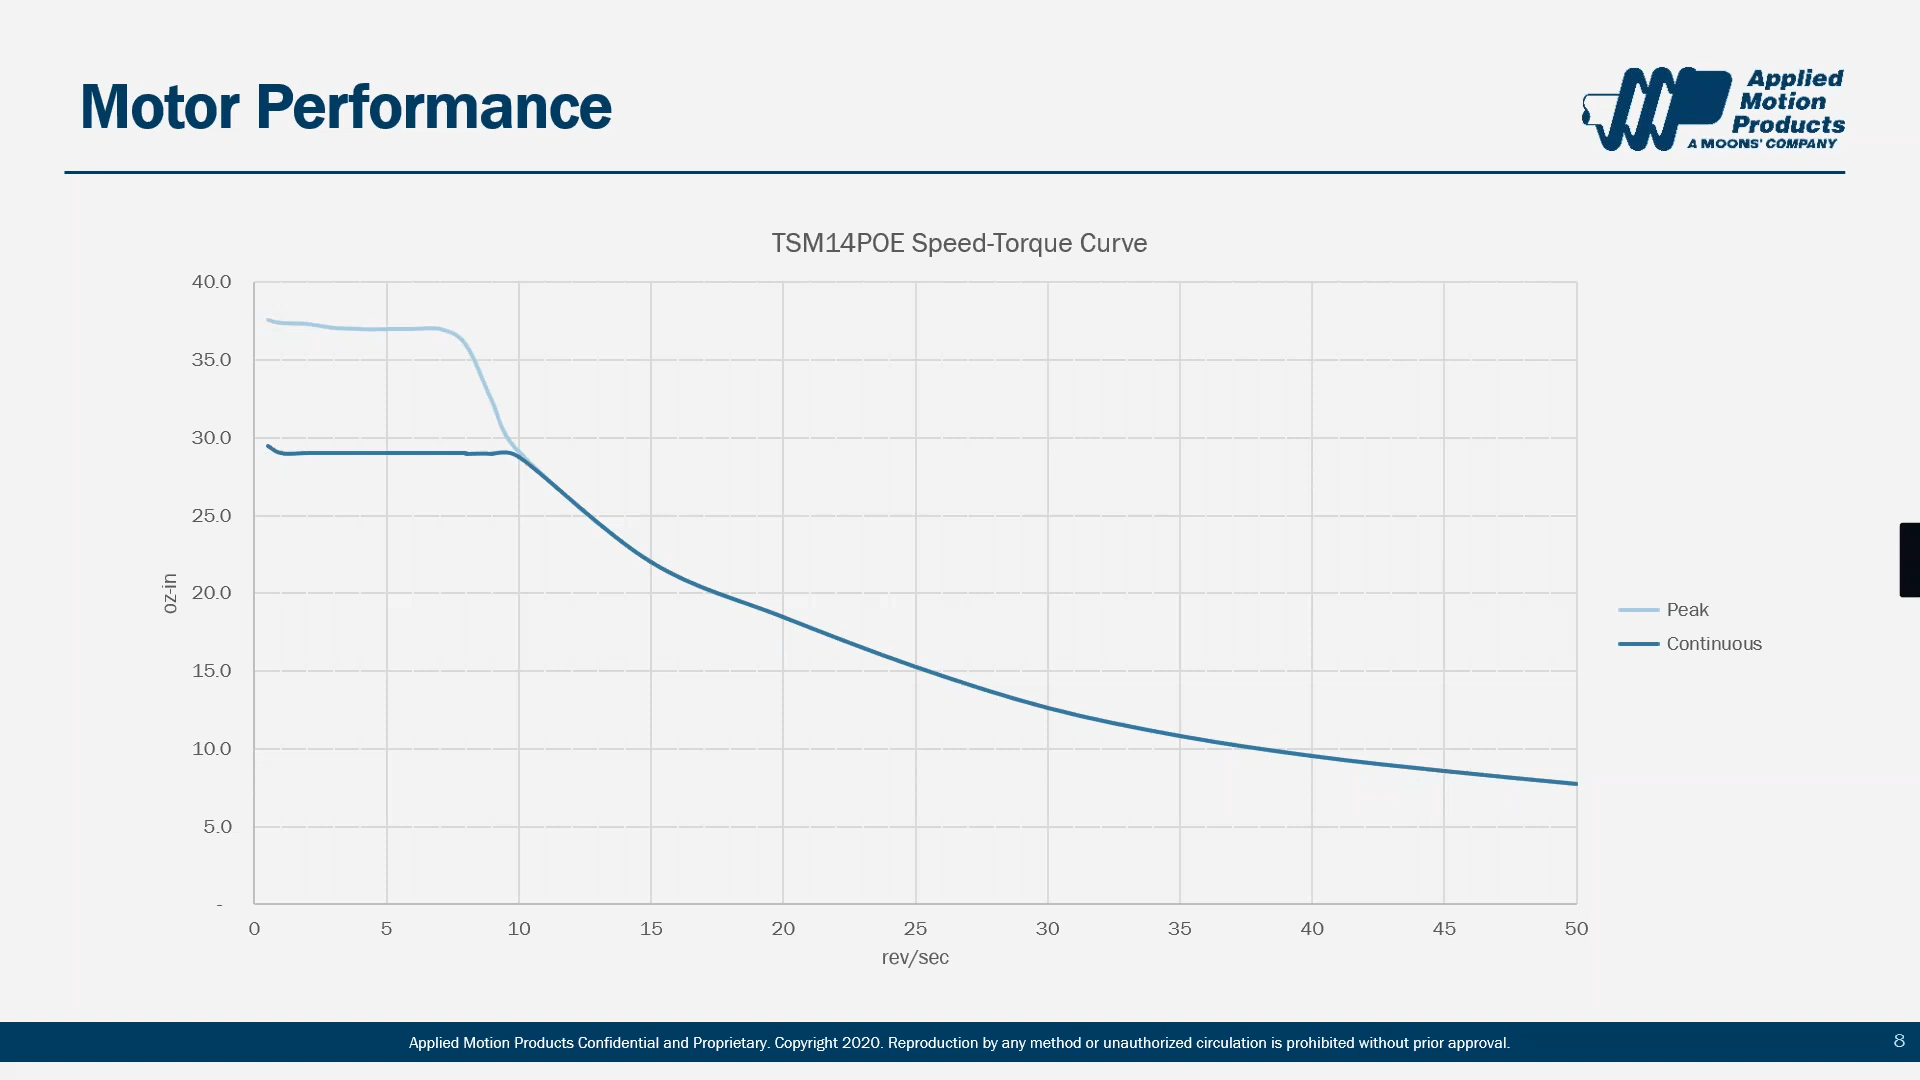 Motor Performance
Applied
Motion
Products
A MOONS' COMPANY
TSM14POE Speed-Torque Curve
40.0
35.0
30.0
25.0
20.0
15.0
10.0
5.0
-
oz-in
0 5 10 15 20 25 30 35 40 45 50
rev/sec
Peak
Continuous
Applied Motion Products Confidential and Proprietary. Copyright 2020. Reproduction by any method or unauthorized circulation is prohibited without prior approval.
8